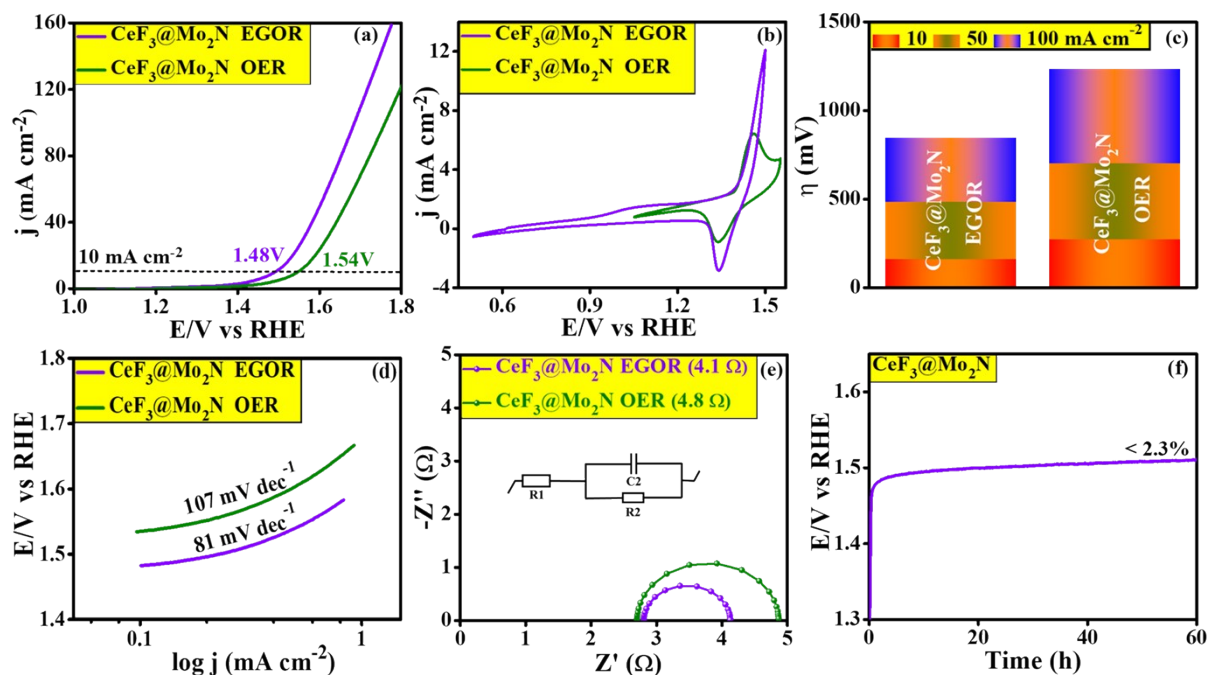 (a)
CeF₃@Mo₂N EGOR
CeF₃@Mo₂N OER
160
120
80
40
0
j (mA cm⁻²)
10 mA cm⁻²
1.48V
1.54V
1.0 1.2 1.4 1.6 1.8
E/V vs RHE
(b)
CeF₃@Mo₂N EGOR
CeF₃@Mo₂N OER
12
8
4
0
-4
j (mA cm⁻²)
0.6 0.9 1.2 1.5
E/V vs RHE
(c)
10 50 100 mA cm⁻²
1500
1000
500
0
η (mV)
CeF₃@Mo₂N
EGOR
CeF₃@Mo₂N
OER
(d)
CeF₃@Mo₂N EGOR
CeF₃@Mo₂N OER
1.8
1.7
1.6
1.5
1.4
E/V vs RHE
107 mV dec⁻¹
81 mV dec⁻¹
0.1 1
log j (mA cm⁻²)
(e)
CeF₃@Mo₂N EGOR (4.1 Ω)
CeF₃@Mo₂N OER (4.8 Ω)
5
4
3
2
1
0
-Z'' (Ω)
R1
C2
R2
0 1 2 3 4 5
Z' (Ω)
(f)
CeF₃@Mo₂N
1.6
1.5
1.4
1.3
E/V vs RHE
< 2.3%
0 20 40 60
Time (h)